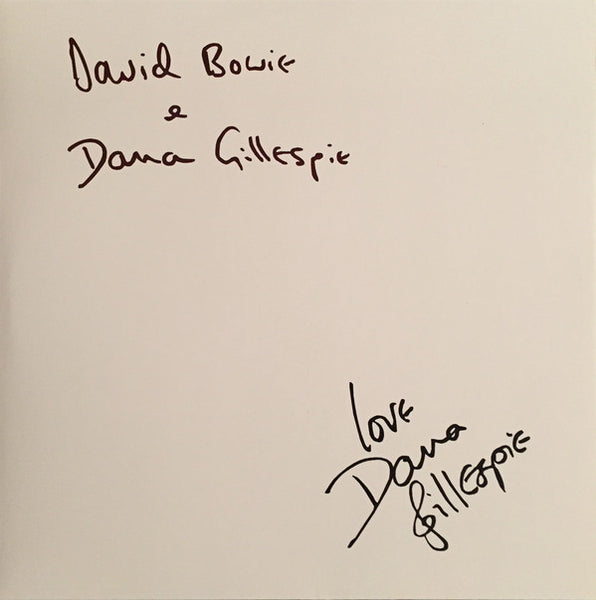 David Bowie
e
Dana Gillespie
love
Dana
Gillespie